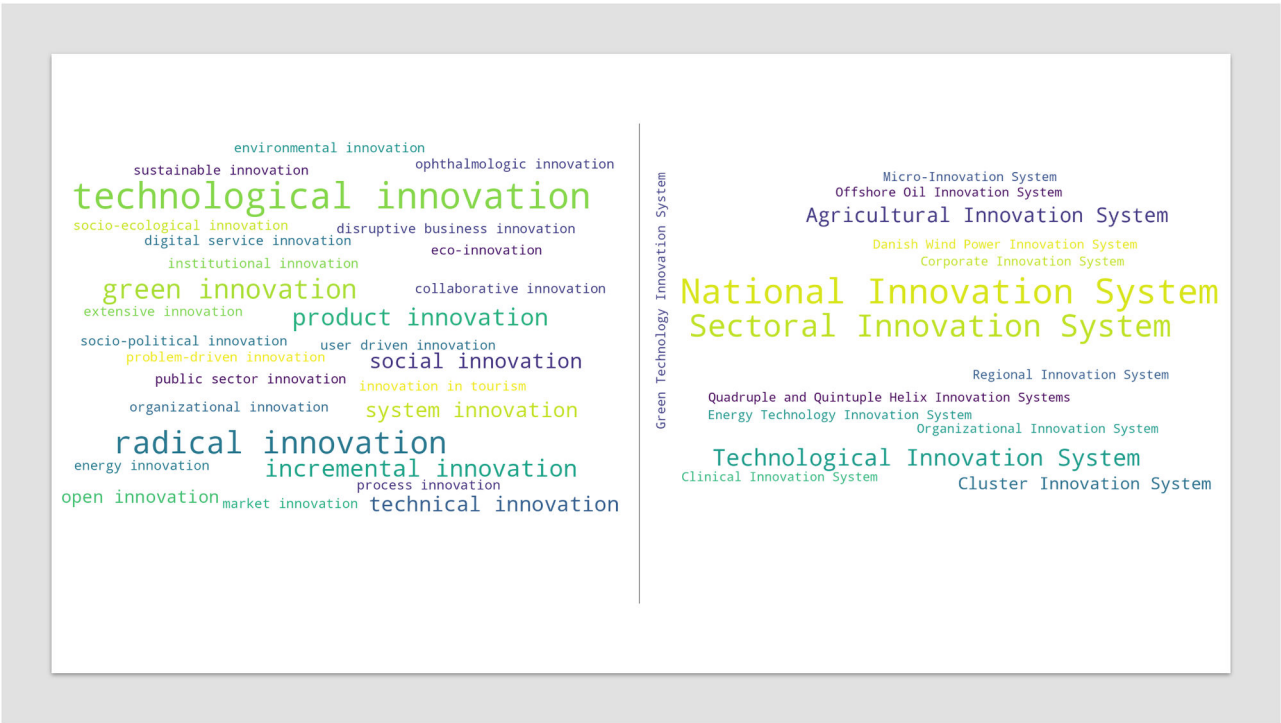 environmental innovation
sustainable innovation
ophthalmologic innovation
technological innovation
socio-ecological innovation
disruptive business innovation
digital service innovation
eco-innovation
institutional innovation
green innovation
collaborative innovation
extensive innovation
product innovation
socio-political innovation
user driven innovation
problem-driven innovation
social innovation
public sector innovation
innovation in tourism
organizational innovation
system innovation
radical innovation
energy innovation
incremental innovation
process innovation
open innovation
market innovation
technical innovation
Green Technology Innovation System
Micro-Innovation System
Offshore Oil Innovation System
Agricultural Innovation System
Danish Wind Power Innovation System
Corporate Innovation System
National Innovation System
Sectoral Innovation System
Regional Innovation System
Quadruple and Quintuple Helix Innovation Systems
Energy Technology Innovation System
Organizational Innovation System
Technological Innovation System
Clinical Innovation System
Cluster Innovation System